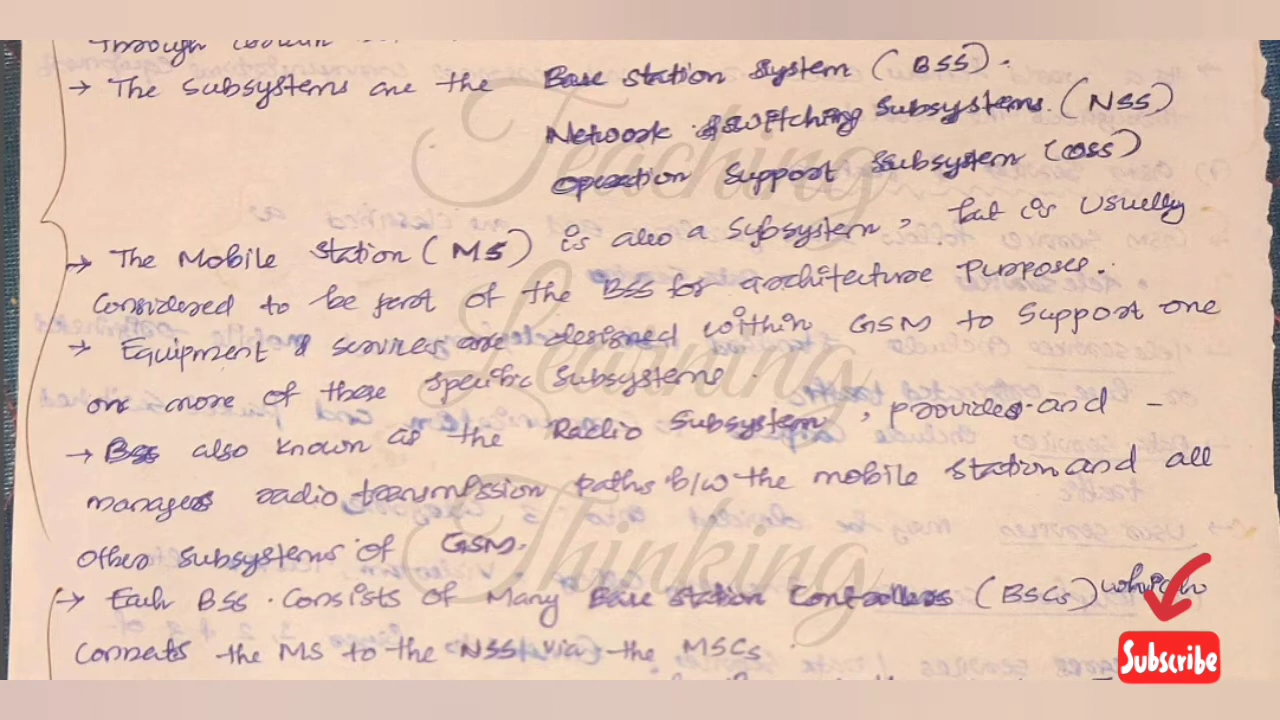 Through
→ The Subsystems are the Base Station System (BSS).
Network & Switching Subsystems. (NSS)
Operation Support Subsystem (OSS)
→ The Mobile Station (MS) is also a Subsystem, but is Usually
Considered to be part of the BSS for architecture Purposes.
→ Equipment & services are designed within GSM to Support one
or more of these specific Subsystems.
→ BSS also known as the Radio Subsystem, provides and -
manages radio transmission paths b/w the mobile station and all
other subsystems of GSM.
→ Each BSS Consists of Many Base station Controllers (BSCs) which
Connects the MS to the NSS via the MSCs.
Teaching
Learning
Thinking
Subscribe